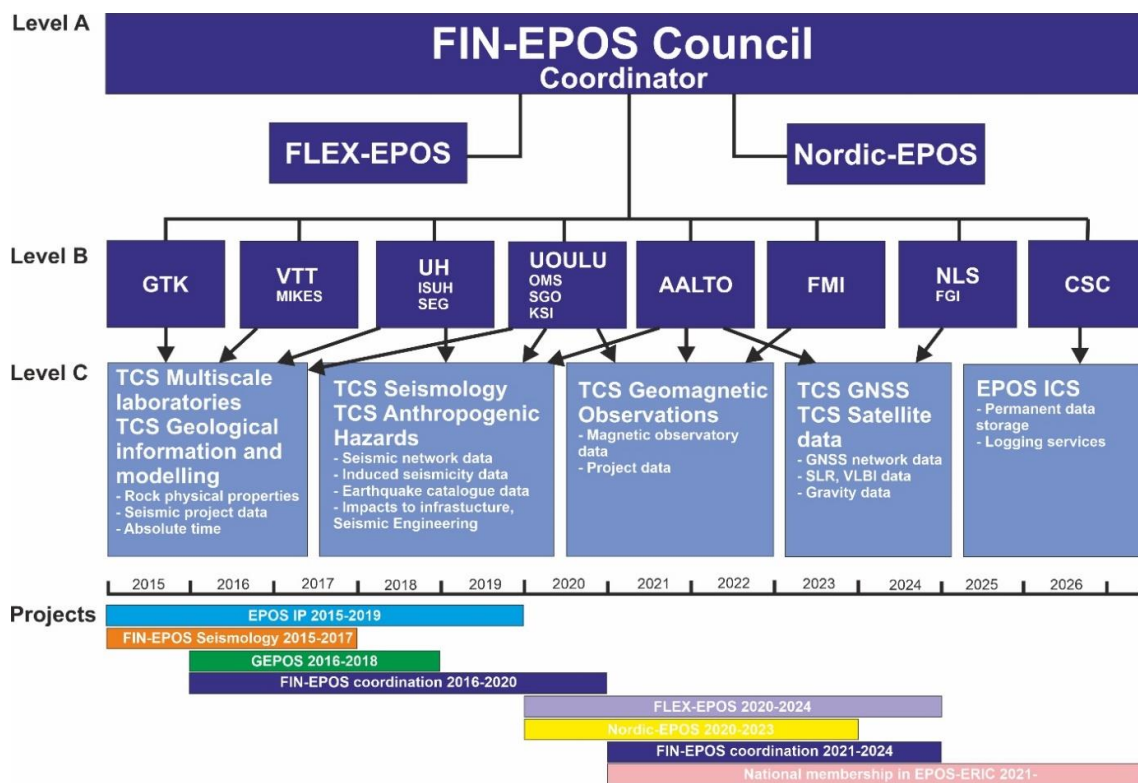 Level A
FIN-EPOS Council
Coordinator
FLEX-EPOS
Nordic-EPOS
Level B
GTK
VTT
MIKES
UH
ISUH
SEG
UOULU
OMS
SGO
KSI
AALTO
FMI
NLS
FGI
CSC
Level C
TCS Multiscale
laboratories
TCS Geological
information and
modelling
- Rock physical properties
- Seismic project data
- Absolute time
TCS Seismology
TCS Anthropogenic
Hazards
- Seismic network data
- Induced seismicity data
- Earthquake catalogue data
- Impacts to infrastucture,
Seismic Engineering
TCS Geomagnetic
Observations
- Magnetic observatory
data
- Project data
TCS GNSS
TCS Satellite
data
- GNSS network data
- SLR, VLBI data
- Gravity data
EPOS ICS
- Permanent data
storage
- Logging services
2015 2016 2017 2018 2019 2020 2021 2022 2023 2024 2025 2026
Projects
EPOS IP 2015-2019
FIN-EPOS Seismology 2015-2017
GEPOS 2016-2018
FIN-EPOS coordination 2016-2020
FLEX-EPOS 2020-2024
Nordic-EPOS 2020-2023
FIN-EPOS coordination 2021-2024
National membership in EPOS-ERIC 2021-